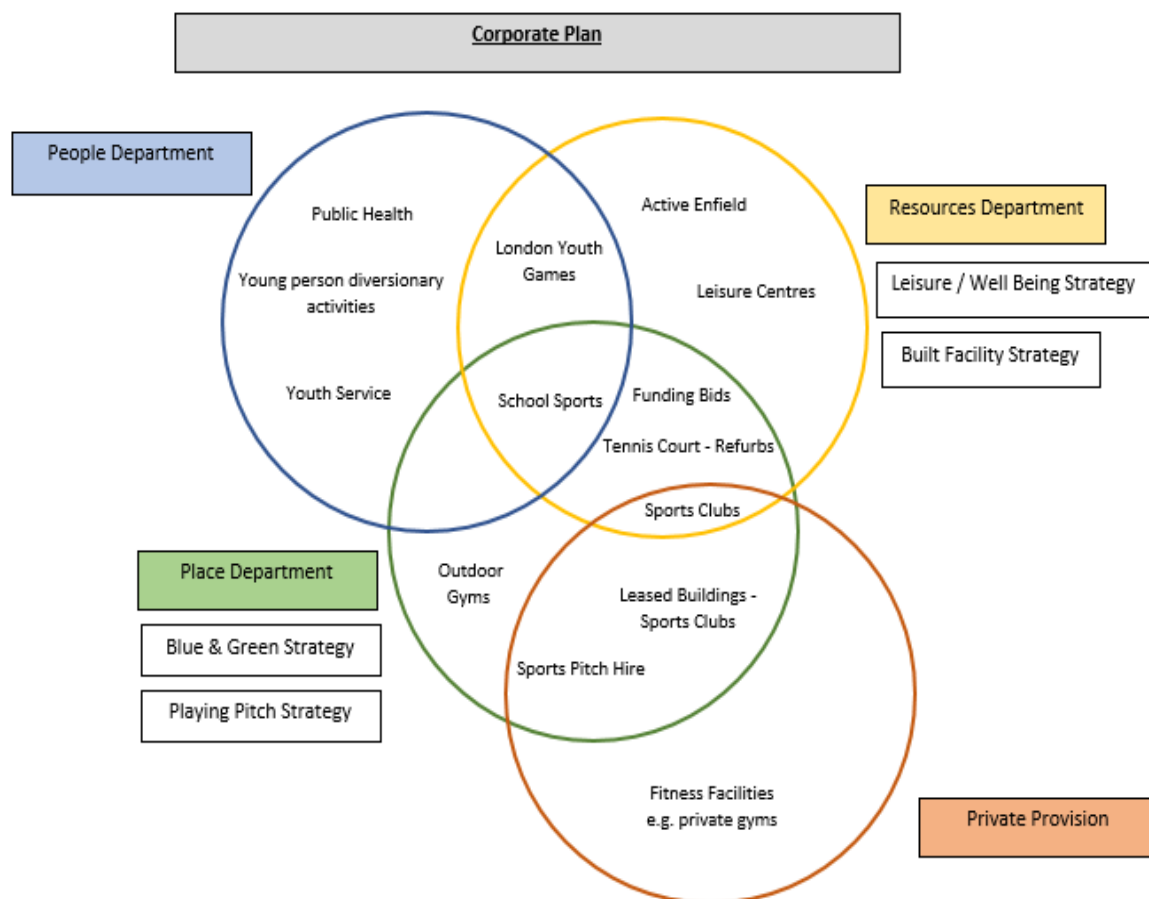 Corporate Plan
People Department
Public Health
Active Enfield
Resources Department
London Youth
Games
Young person diversionary
activities
Leisure Centres
Leisure / Well Being Strategy
Built Facility Strategy
Youth Service
School Sports
Funding Bids
Tennis Court - Refurbs
Sports Clubs
Place Department
Outdoor
Gyms
Leased Buildings -
Sports Clubs
Blue & Green Strategy
Sports Pitch Hire
Playing Pitch Strategy
Fitness Facilities
e.g. private gyms
Private Provision